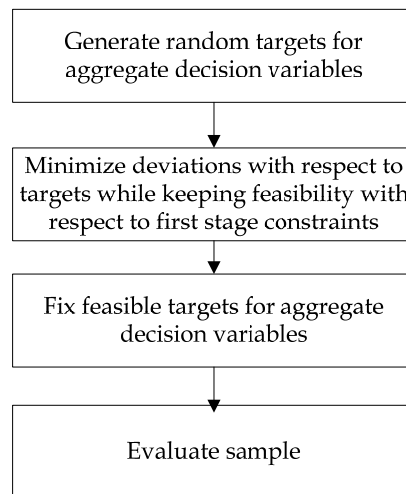 Generate random targets for
aggregate decision variables
Minimize deviations with respect to
targets while keeping feasibility with
respect to first stage constraints
Fix feasible targets for aggregate
decision variables
Evaluate sample